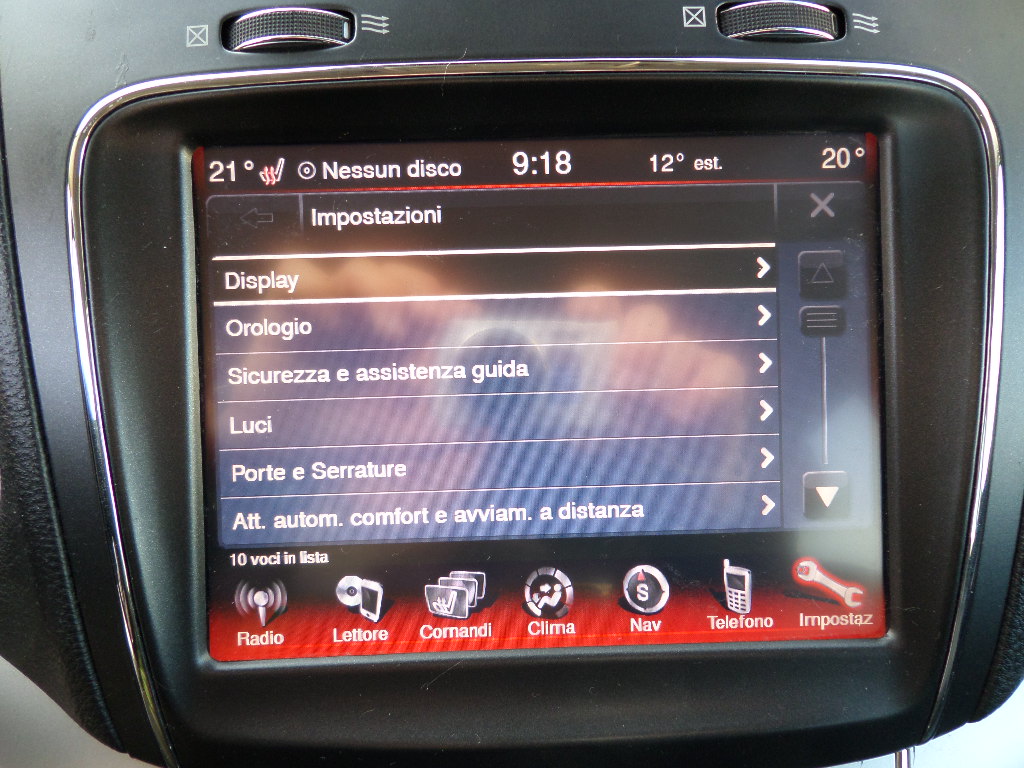 21° Nessun disco 9:18 12° est. 20°
Impostazioni
Display
Orologio
Sicurezza e assistenza guida
Luci
Porte e Serrature
Att. autom. comfort e avviam. a distanza
10 voci in lista
S
Radio Lettore Comandi Clima Nav Telefono Impostaz